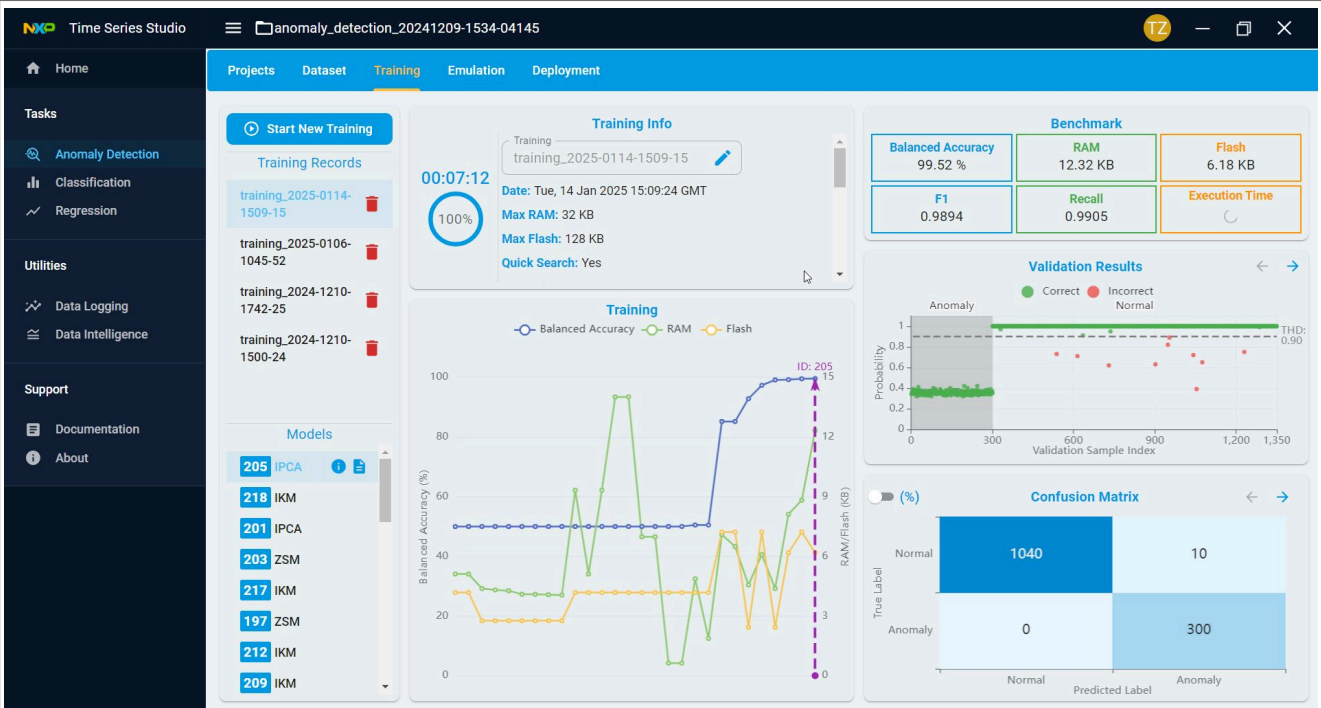 NXP Time Series Studio
anomaly_detection_20241209-1534-04145
TZ
Home
Tasks
Anomaly Detection
Classification
Regression
Utilities
Data Logging
Data Intelligence
Support
Documentation
About
Projects Dataset Training Emulation Deployment
Start New Training
Training Records
training_2025-0114-
1509-15
training_2025-0106-
1045-52
training_2024-1210-
1742-25
training_2024-1210-
1500-24
Models
205 IPCA
218 IKM
201 IPCA
203 ZSM
217 IKM
197 ZSM
212 IKM
209 IKM
Training Info
00:07:12
100%
Training
training_2025-0114-1509-15
Date: Tue, 14 Jan 2025 15:09:24 GMT
Max RAM: 32 KB
Max Flash: 128 KB
Quick Search: Yes
Training
Balanced Accuracy RAM Flash
ID: 205
100
80
60
40
20
0
Balanced Accuracy (%)
15
12
9
6
3
0
RAM/Flash (KB)
Benchmark
Balanced Accuracy
99.52 %
RAM
12.32 KB
Flash
6.18 KB
F1
0.9894
Recall
0.9905
Execution Time
Validation Results
Correct Incorrect
Anomaly Normal
THD:
0.90
1
0.8
0.6
0.4
0.2
0
Probability
0 300 600 900 1,200 1,350
Validation Sample Index
(%)
Confusion Matrix
True Label
Normal 1040 10
Anomaly 0 300
Normal Anomaly
Predicted Label